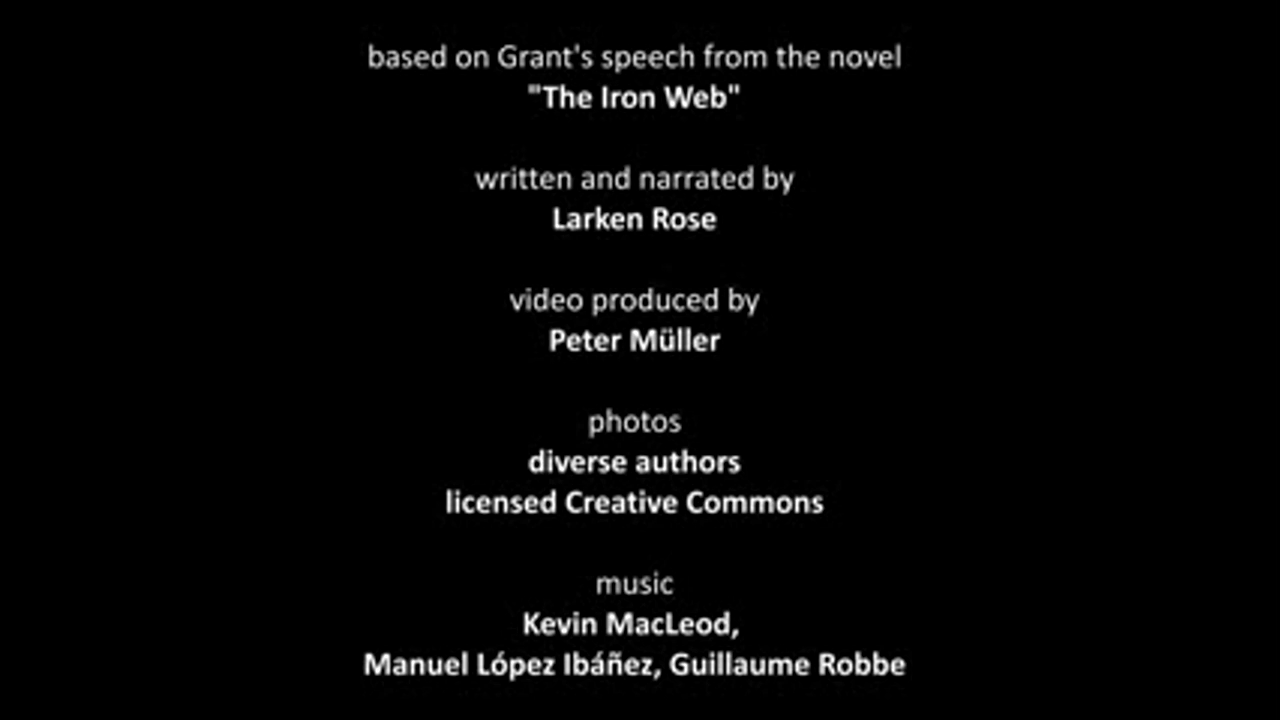 based on Grant's speech from the novel
"The Iron Web"
written and narrated by
Larken Rose
video produced by
Peter Müller
photos
diverse authors
licensed Creative Commons
music
Kevin MacLeod,
Manuel López Ibáñez, Guillaume Robbe